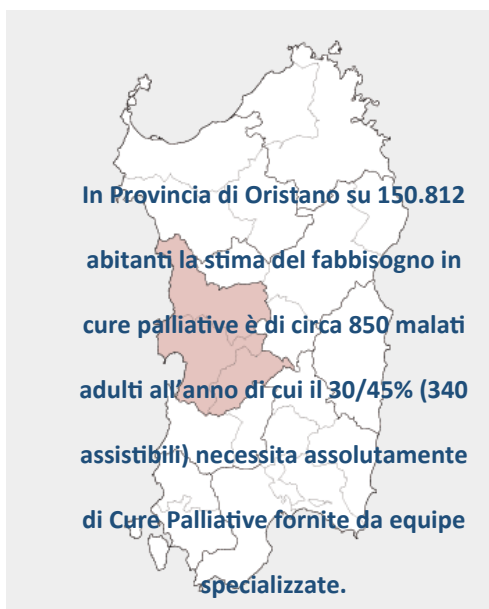 In Provincia di Oristano su 150.812
abitanti la stima del fabbisogno in
cure palliative è di circa 850 malati
adulti all’anno di cui il 30/45% (340
assistibili) necessita assolutamente
di Cure Palliative fornite da equipe
specializzate.